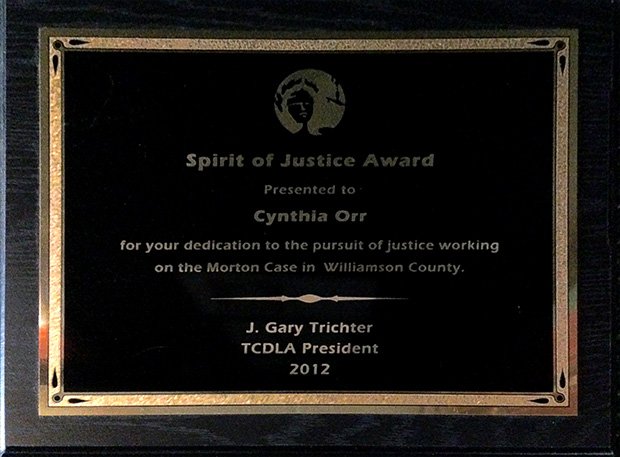 Spirit of Justice Award
Presented to
Cynthia Orr
for your dedication to the pursuit of justice working
on the Morton Case in Williamson County.
J. Gary Trichter
TCDLA President
2012